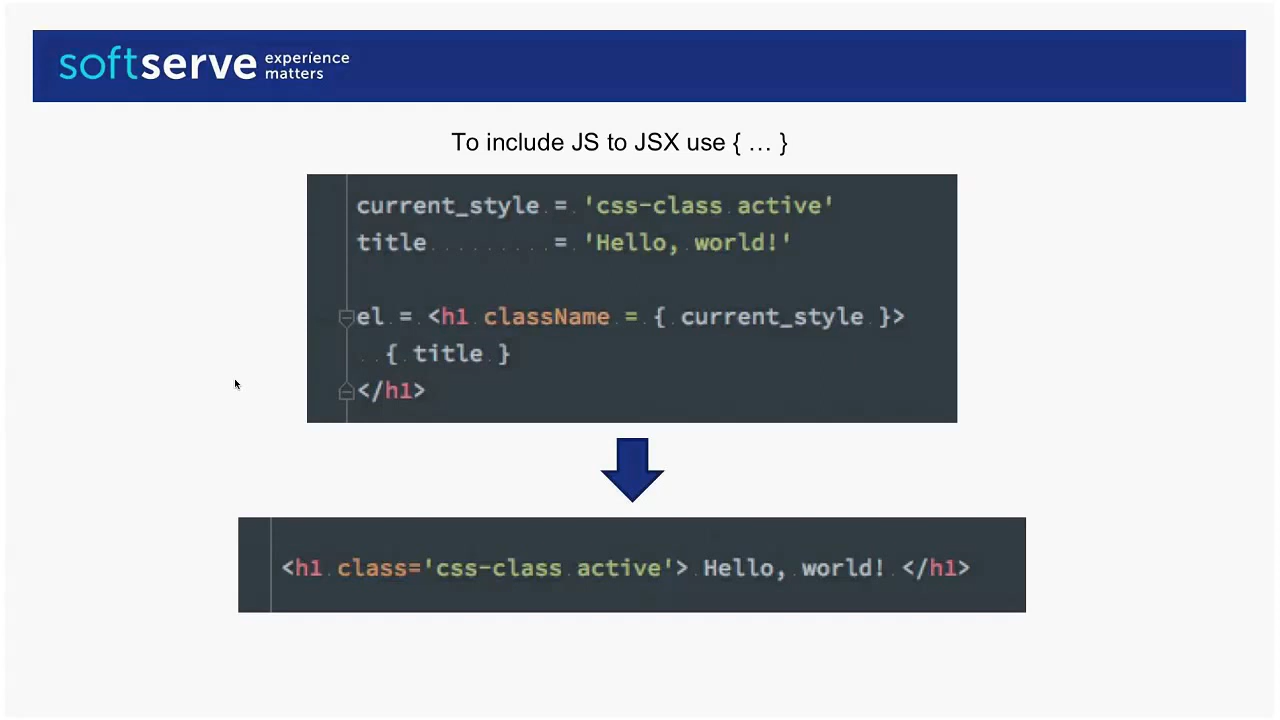 softserve experience
matters
To include JS to JSX use { … }
current_style = 'css-class active'
title = 'Hello, world!'
el = <h1 className = { current_style }>
{ title }
</h1>
<h1 class='css-class active'> Hello, world! </h1>